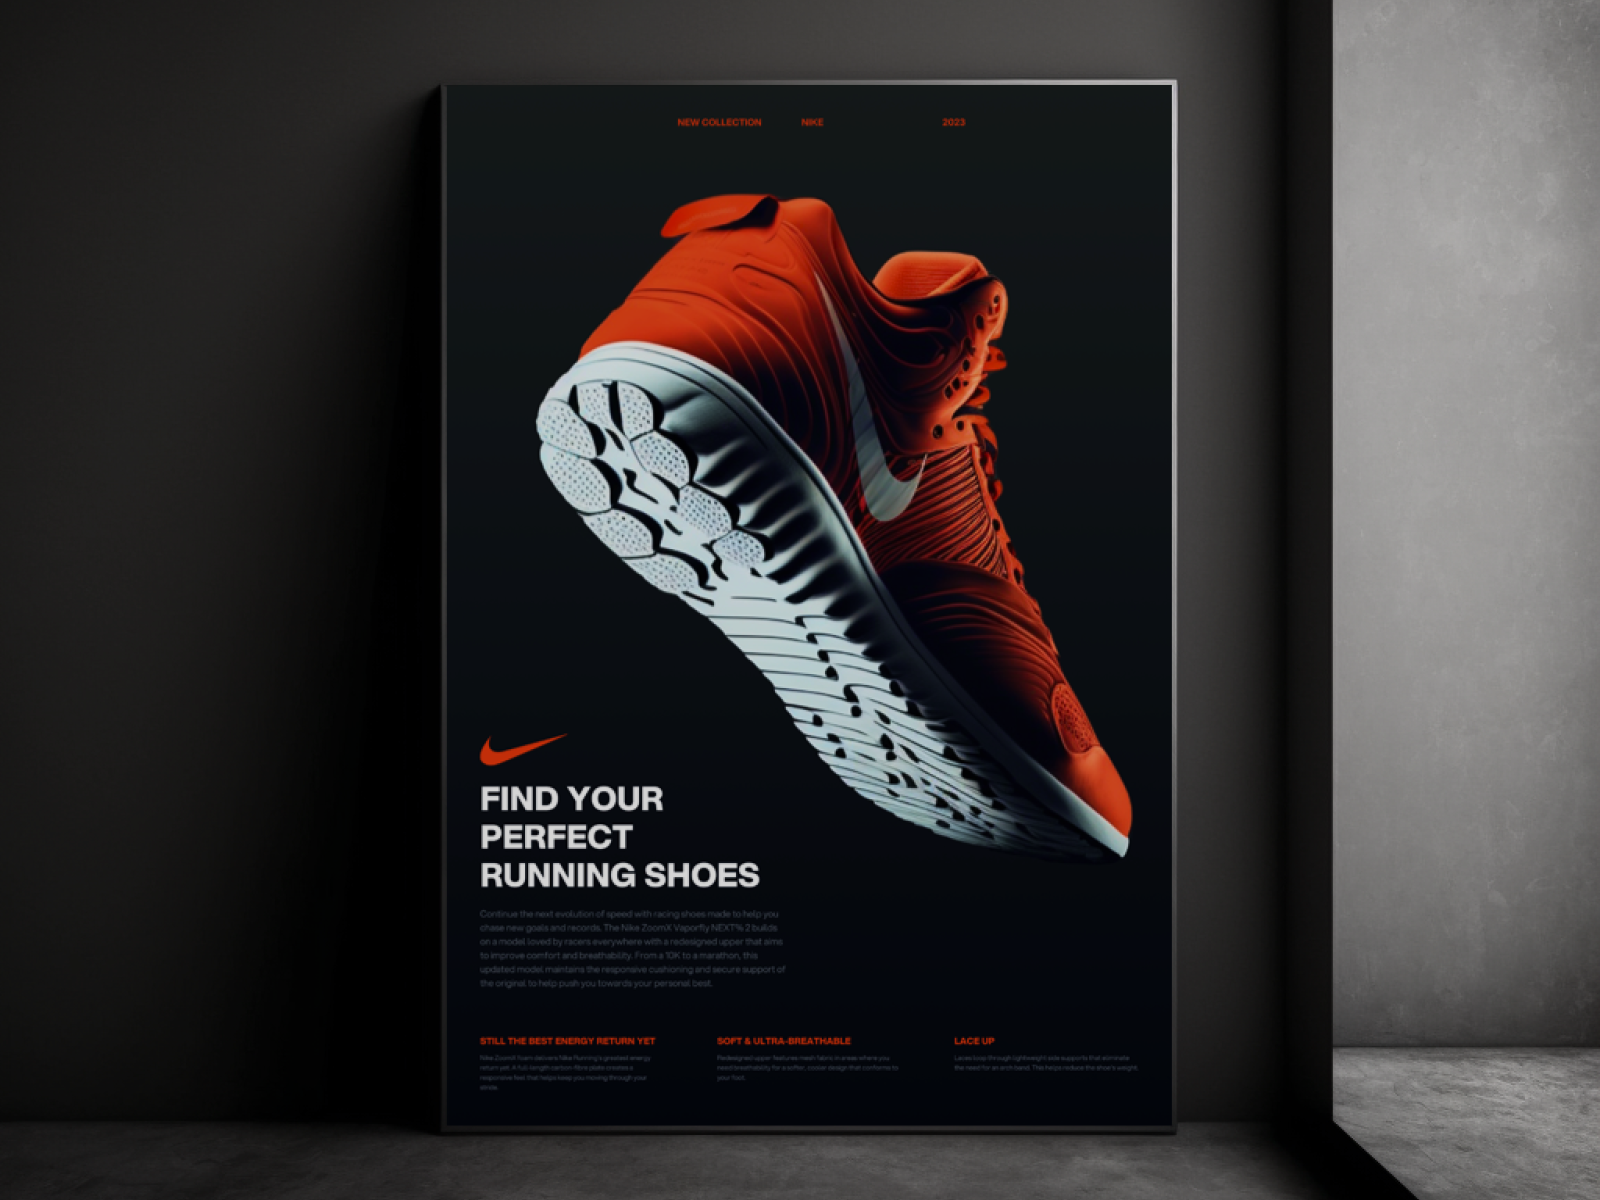 NEW COLLECTION NIKE 2023
FIND YOUR
PERFECT
RUNNING SHOES
Continue the next evolution of speed with racing shoes made to help you
chase new goals and records. The Nike ZoomX Vaporfly NEXT% 2 builds
on a model loved by racers everywhere with a redesigned upper that aims
to improve comfort and breathability. From a 10K to a marathon, this
updated model maintains the responsive cushioning and secure support of
the original to help push you towards your personal best.
STILL THE BEST ENERGY RETURN YET
Nike ZoomX foam delivers Nike Running's greatest energy
return yet. A full-length carbon-fibre plate creates a
responsive feel that helps keep you moving through your
stride.
SOFT & ULTRA-BREATHABLE
Redesigned upper features mesh fabric in areas where you
need breathability for a softer, cooler design that conforms to
your foot.
LACE UP
Laces loop through lightweight side supports that eliminate
the need for an arch band. This helps reduce the shoe's weight